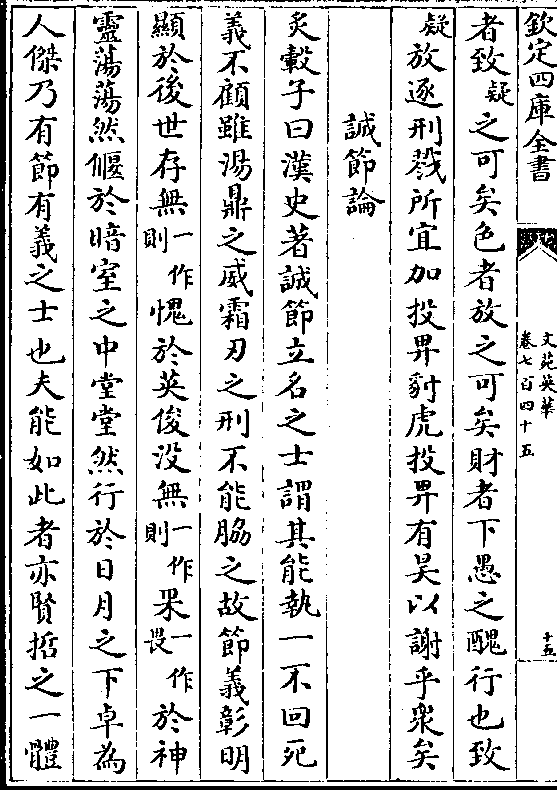 欽定四庫全書
文苑英華
卷七百四十五
十五
者致疑之可矣色者放之可矣財者下愚之醜行也致
疑放逐刑戮所宜加投畀豺虎投畀有昊以謝乎衆矣
誠節論
炙轂子曰漢史著誠節立名之士謂其能執一不回死
義不顧雖湯鼎之威霜刃之刑不能脇之故節義彰明
顯於後世存無一作則愧於英俊没無一作則畏一作畏於神
靈蕩蕩然偃於暗室之中堂堂然行於日月之下卓為
人傑乃有節有義之士也夫能如此者亦賢哲之一體